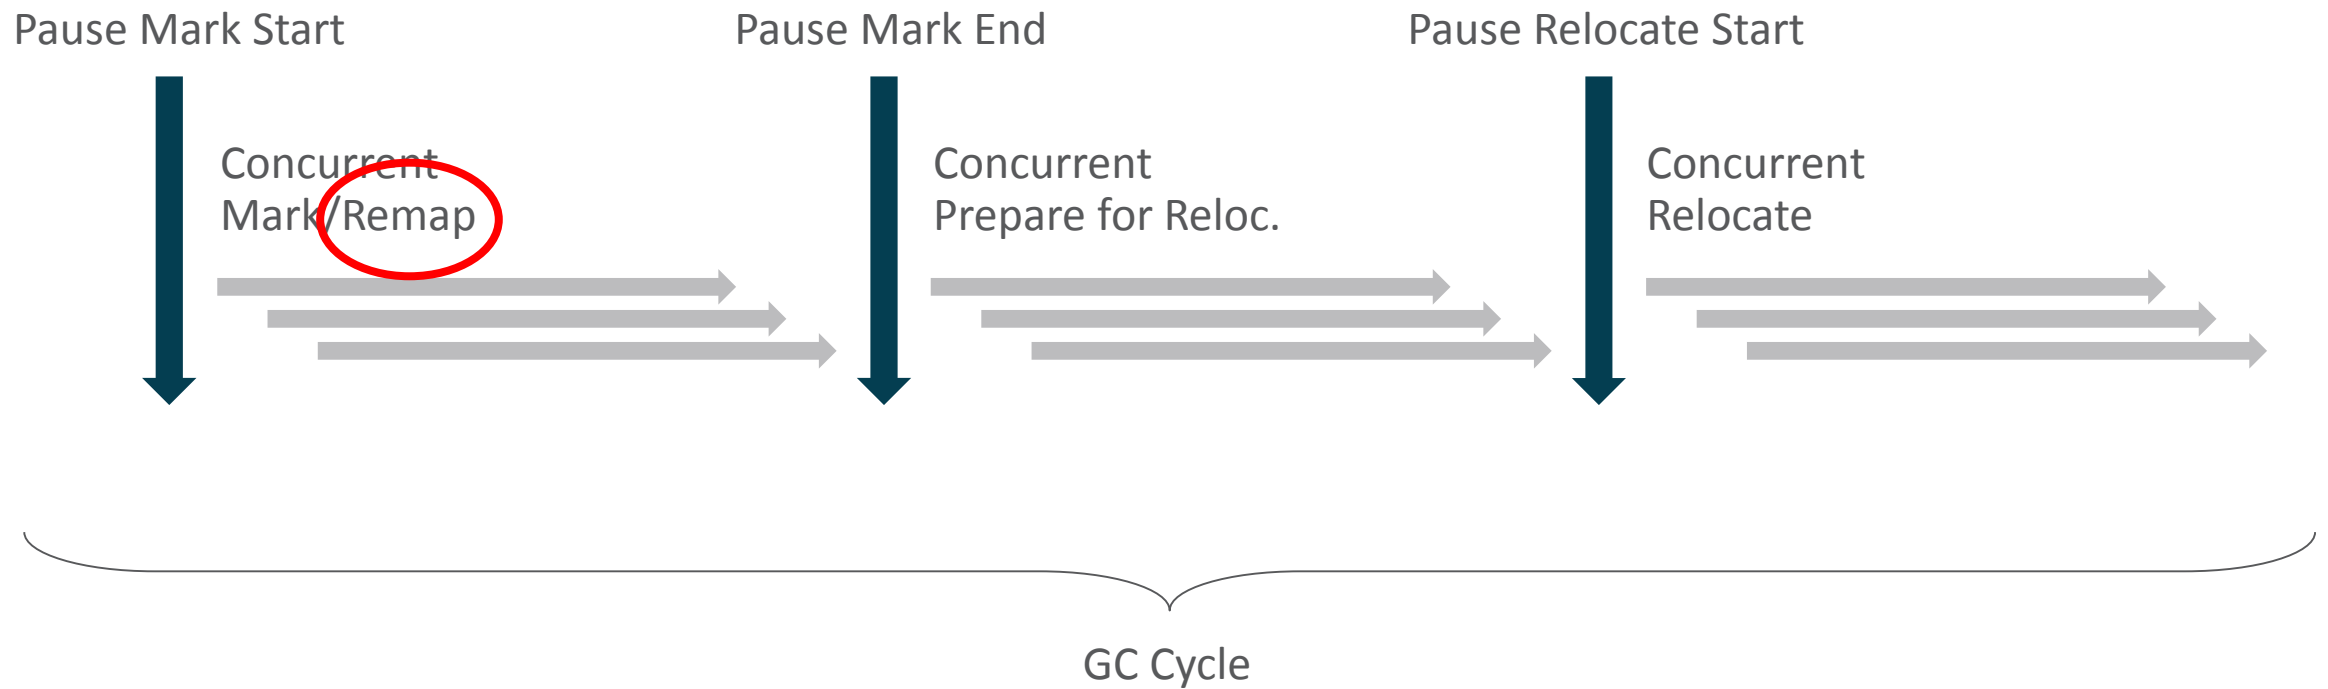 Pause Mark Start
Pause Mark End
Pause Relocate Start
Concurrent
Mark/Remap
Concurrent
Prepare for Reloc.
Concurrent
Relocate
GC Cycle